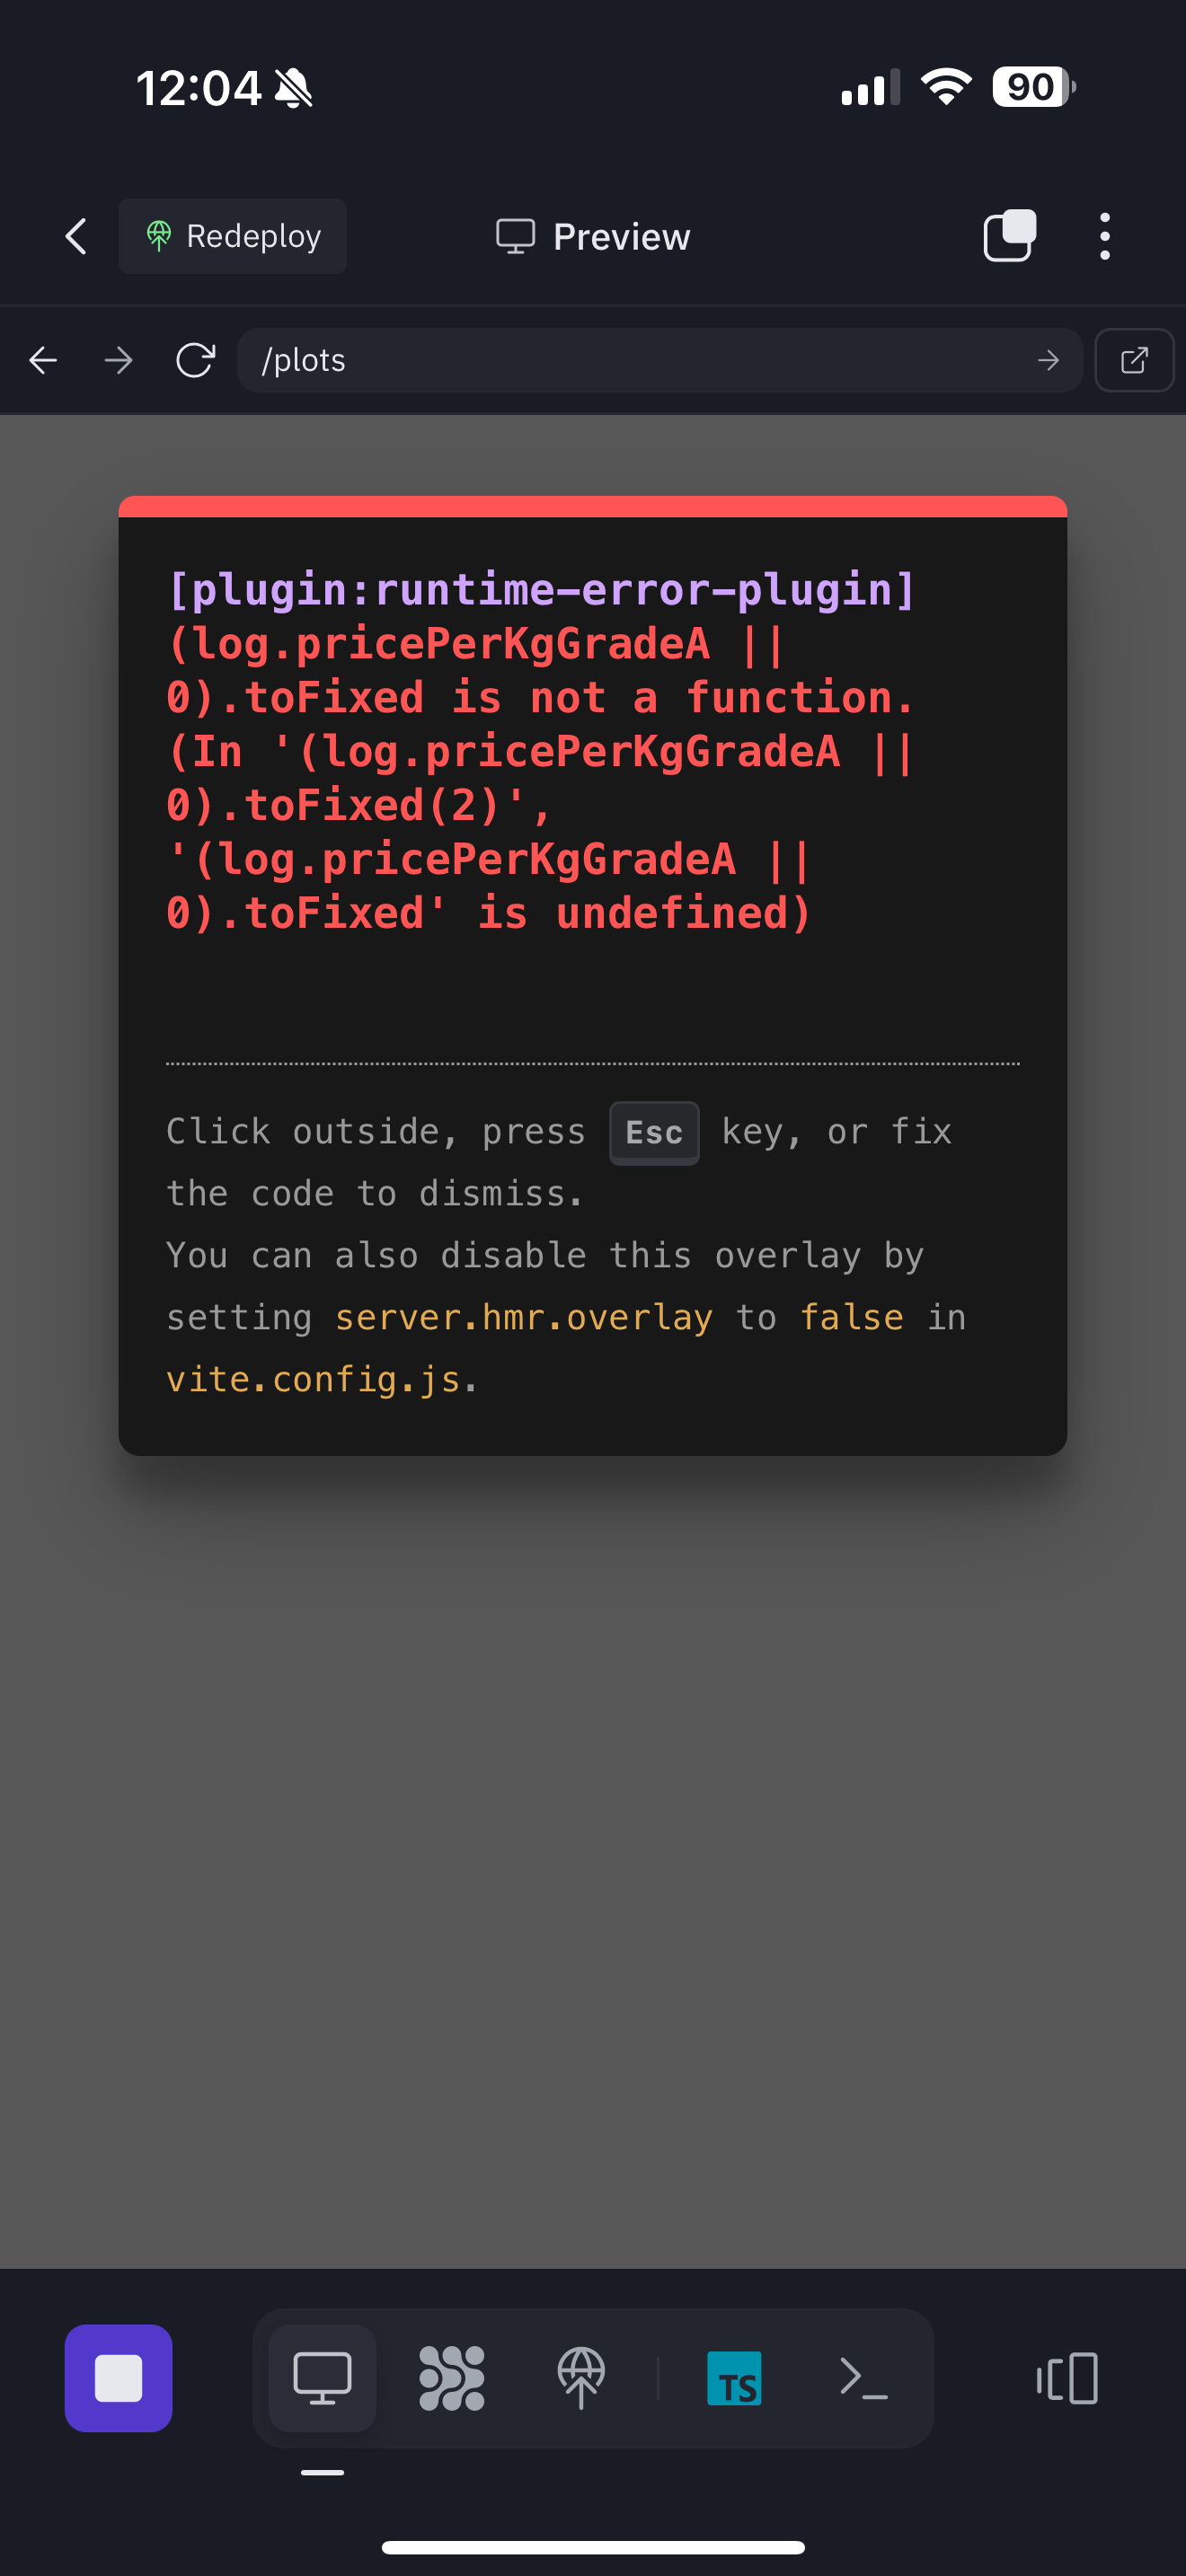 12:04
90
Redeploy
Preview
/plots
[plugin:runtime-error-plugin]
(log.pricePerKgGradeA ||
0).toFixed is not a function.
(In '(log.pricePerKgGradeA ||
0).toFixed(2)',
'(log.pricePerKgGradeA ||
0).toFixed' is undefined)
Click outside, press Esc key, or fix
the code to dismiss.
You can also disable this overlay by
setting server.hmr.overlay to false in
vite.config.js.
TS